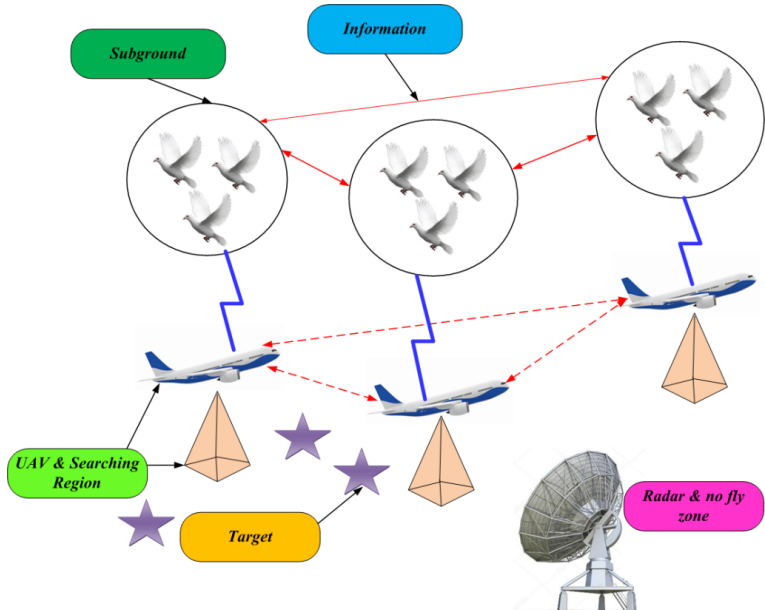 Information
Subground
UAV & Searching
Region
Radar & no fly
zone
Target